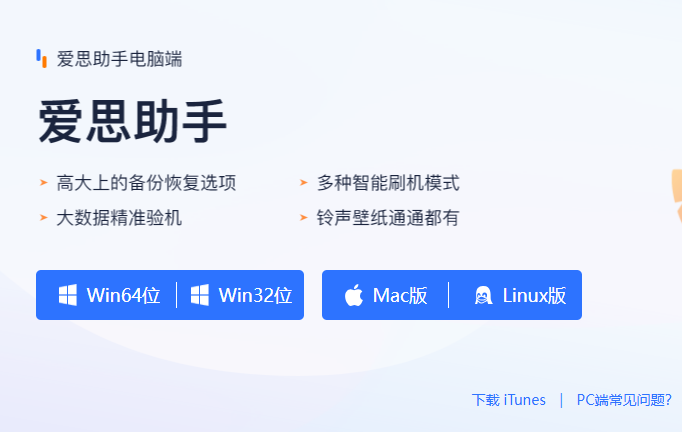 爱思助手电脑端
爱思助手
高大上的备份恢复选项 多种智能刷机模式
大数据精准验机 铃声壁纸通通都有
Win64位 Win32位 Mac版 Linux版
下载 iTunes | PC端常见问题?